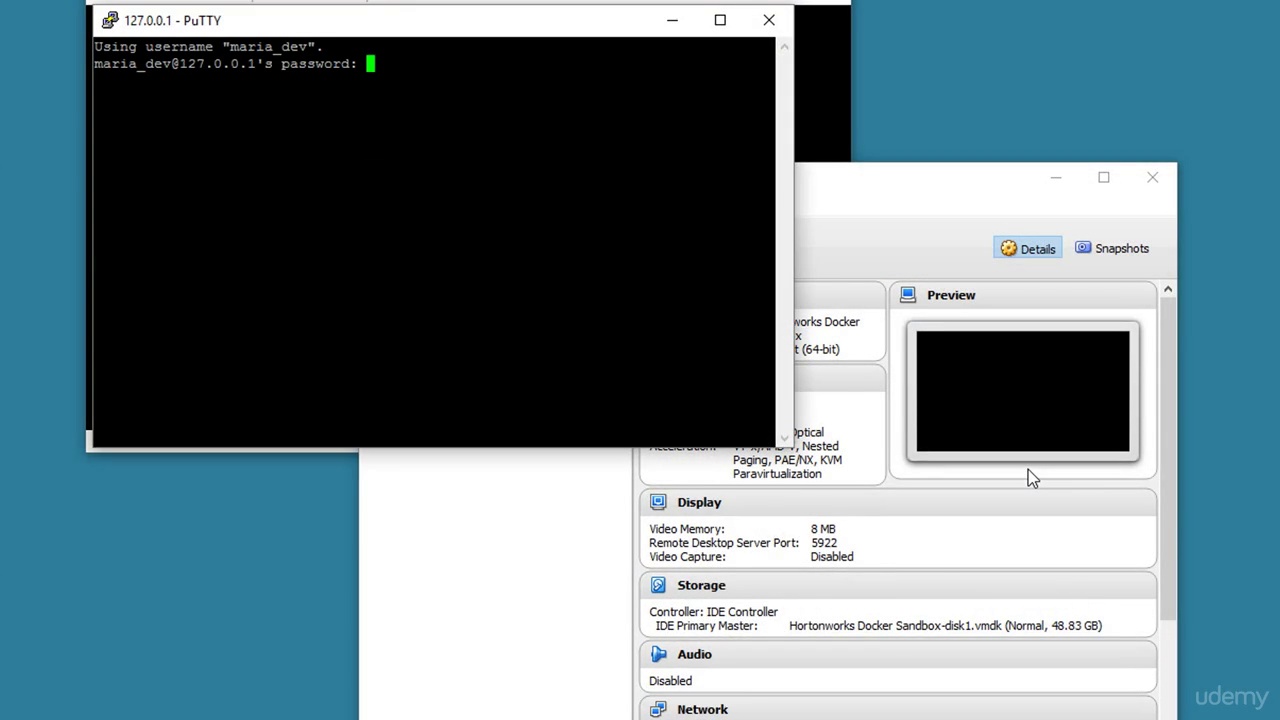 127.0.0.1 - PuTTY
Using username "maria_dev".
maria_dev@127.0.0.1's password:
Details
Snapshots
Preview
works Docker
x
t (64-bit)
Optical
Paging, PAE/NX, KVM
Paravirtualization
Display
Video Memory: 8 MB
Remote Desktop Server Port: 5922
Video Capture: Disabled
Storage
Controller: IDE Controller
IDE Primary Master: Hortonworks Docker Sandbox-disk1.vmdk (Normal, 48.83 GB)
Audio
Disabled
Network
udemy